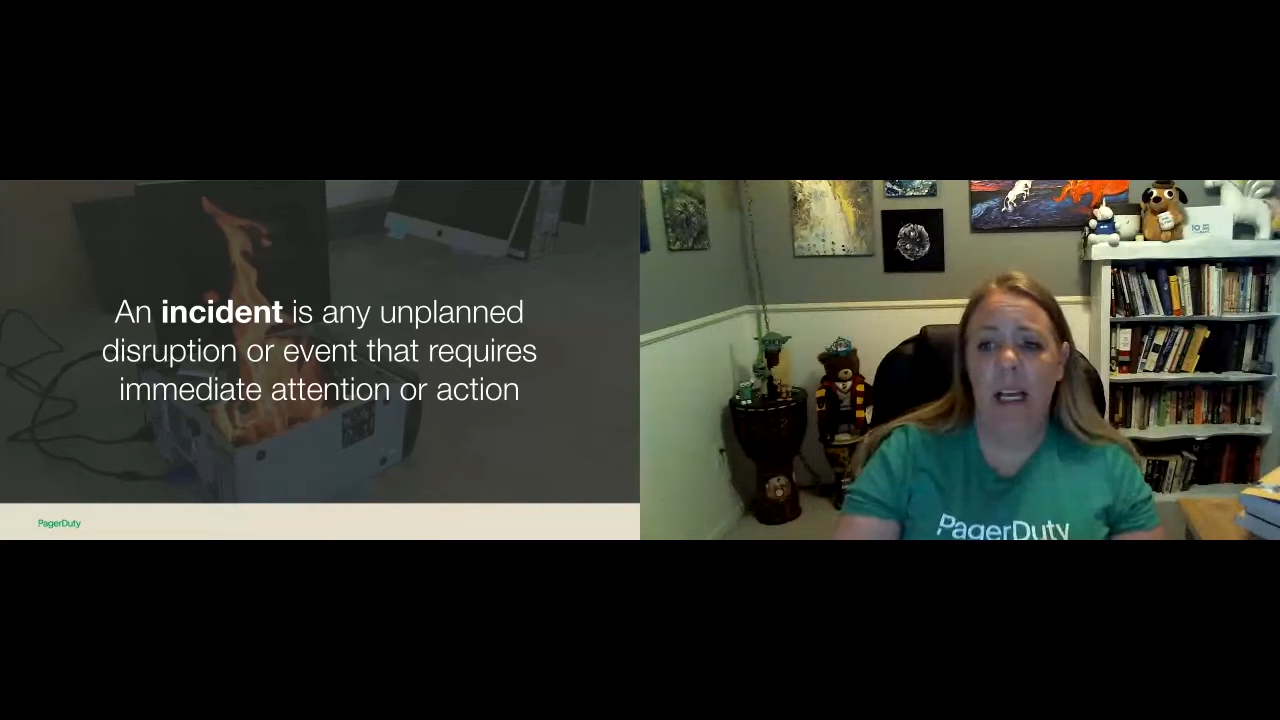 An incident is any unplanned
disruption or event that requires
immediate attention or action
PagerDuty
PagerDuty